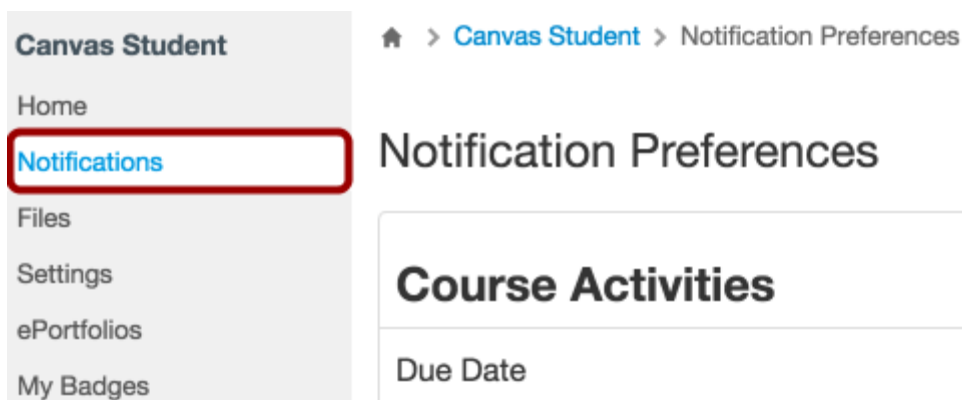 Canvas Student
Home
Notifications
Files
Settings
ePortfolios
My Badges
> Canvas Student > Notification Preferences
Notification Preferences
Course Activities
Due Date